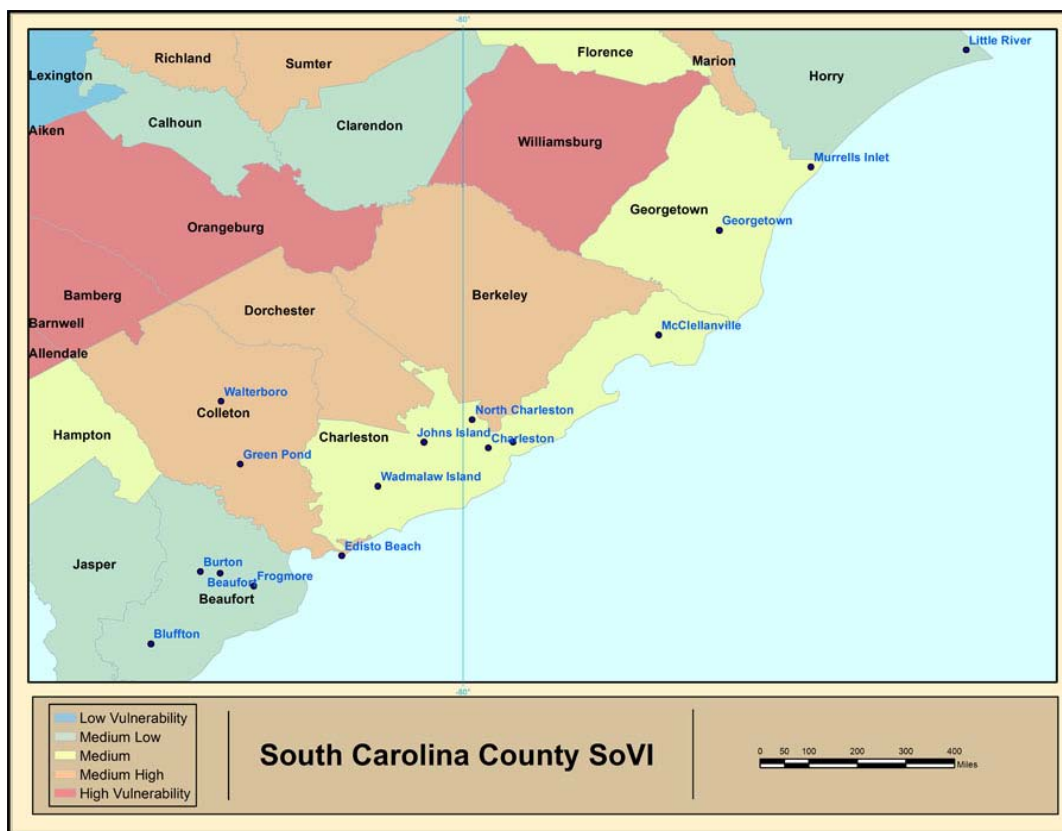 -80°
Little River
Florence
Richland
Sumter
Marion
Lexington
Horry
Calhoun
Clarendon
Aiken
Williamsburg
Murrells Inlet
Georgetown
Georgetown
Orangeburg
Bamberg
Berkeley
Dorchester
Barnwell
McClellanville
Allendale
Walterboro
Colleton
North Charleston
Hampton
Charleston
Johns Island
Charleston
Green Pond
Wadmalaw Island
Edisto Beach
Jasper
Burton
Beaufort
Frogmore
Beaufort
Bluffton
-80°
Low Vulnerability
Medium Low
Medium
Medium High
High Vulnerability
South Carolina County SoVI
0 50 100 200 300 400
Miles